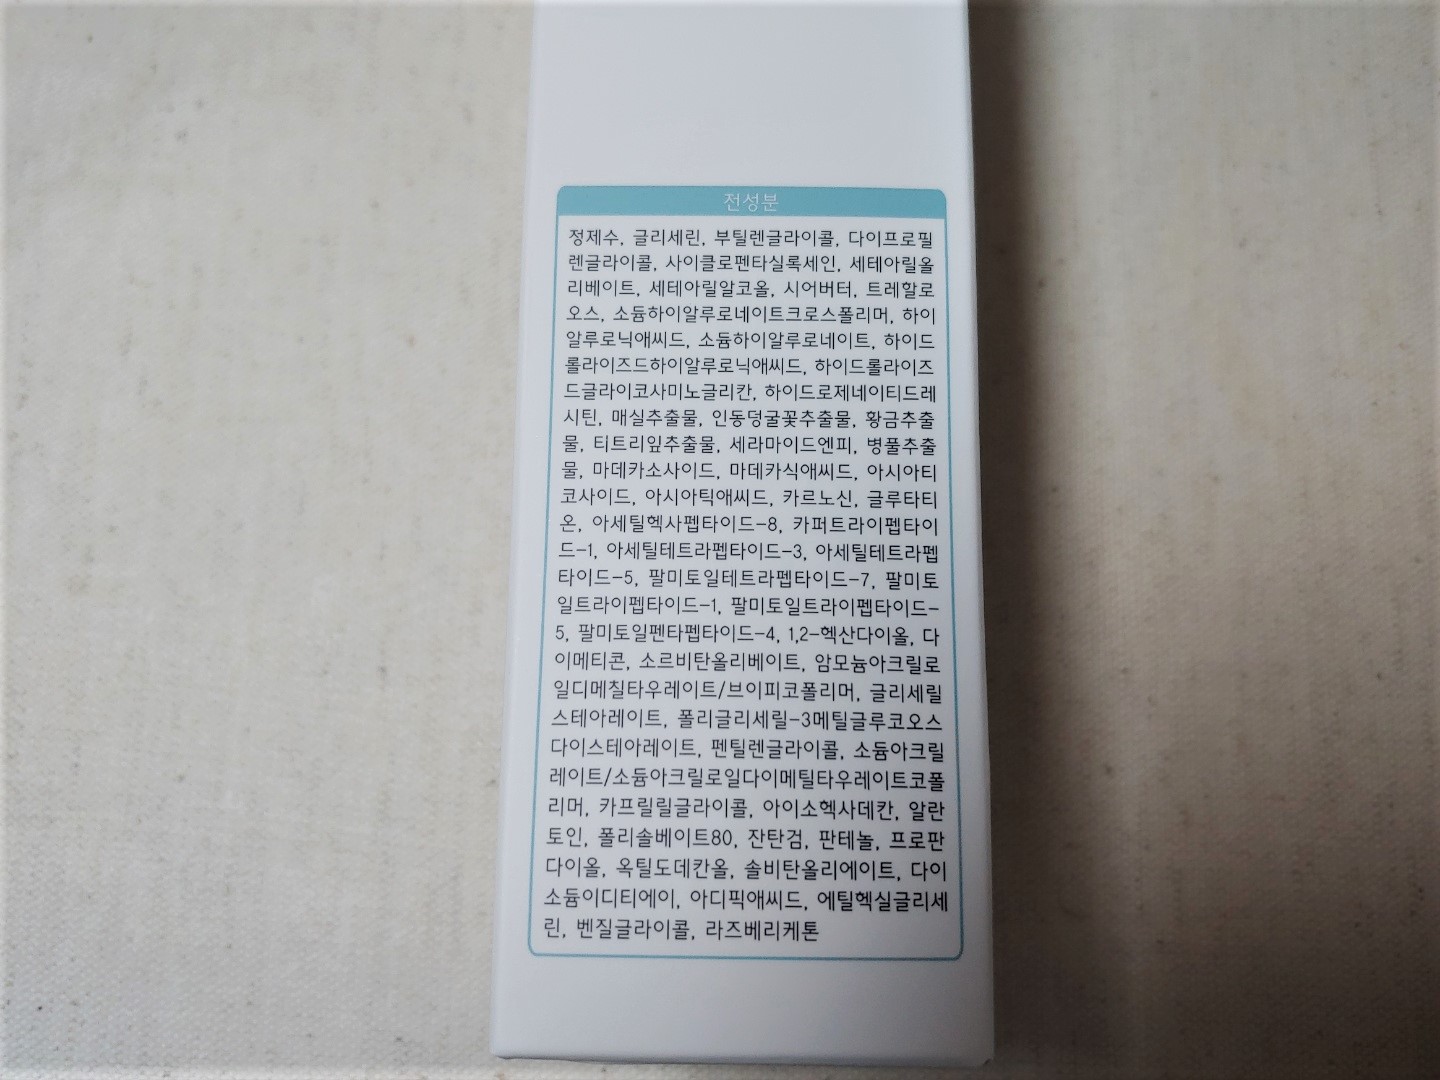 전성분
정제수, 글리세린, 부틸렌글라이콜, 다이프로필
렌글라이콜, 사이클로펜타실록세인, 세테아릴올
리베이트, 세테아릴알코올, 시어버터, 트레할로
오스, 소듐하이알루로네이트크로스폴리머, 하이
알루로닉애씨드, 소듐하이알루로네이트, 하이드
롤라이즈드하이알루로닉애씨드, 하이드롤라이즈
드글라이코사미노글리칸, 하이드로제네이티드레
시틴, 매실추출물, 인동덩굴꽃추출물, 황금추출
물, 티트리잎추출물, 세라마이드엔피, 병풀추출
물, 마데카소사이드, 마데카식애씨드, 아시아티
코사이드, 아시아틱애씨드, 카르노신, 글루타티
온, 아세틸헥사펩타이드-8, 카퍼트라이펩타이
드-1, 아세틸테트라펩타이드-3, 아세틸테트라펩
타이드-5, 팔미토일테트라펩타이드-7, 팔미토
일트라이펩타이드-1, 팔미토일트라이펩타이드-
5, 팔미토일펜타펩타이드-4, 1,2-헥산다이올, 다
이메티콘, 소르비탄올리베이트, 암모늄아크릴로
일디메칠타우레이트/브이피코폴리머, 글리세릴
스테아레이트, 폴리글리세릴-3메틸글루코오스
다이스테아레이트, 펜틸렌글라이콜, 소듐아크릴
레이트/소듐아크릴로일다이메틸타우레이트코폴
리머, 카프릴릴글라이콜, 아이소헥사데칸, 알란
토인, 폴리솔베이트80, 잔탄검, 판테놀, 프로판
다이올, 옥틸도데칸올, 솔비탄올리에이트, 다이
소듐이디티에이, 아디픽애씨드, 에틸헥실글리세
린, 벤질글라이콜, 라즈베리케톤